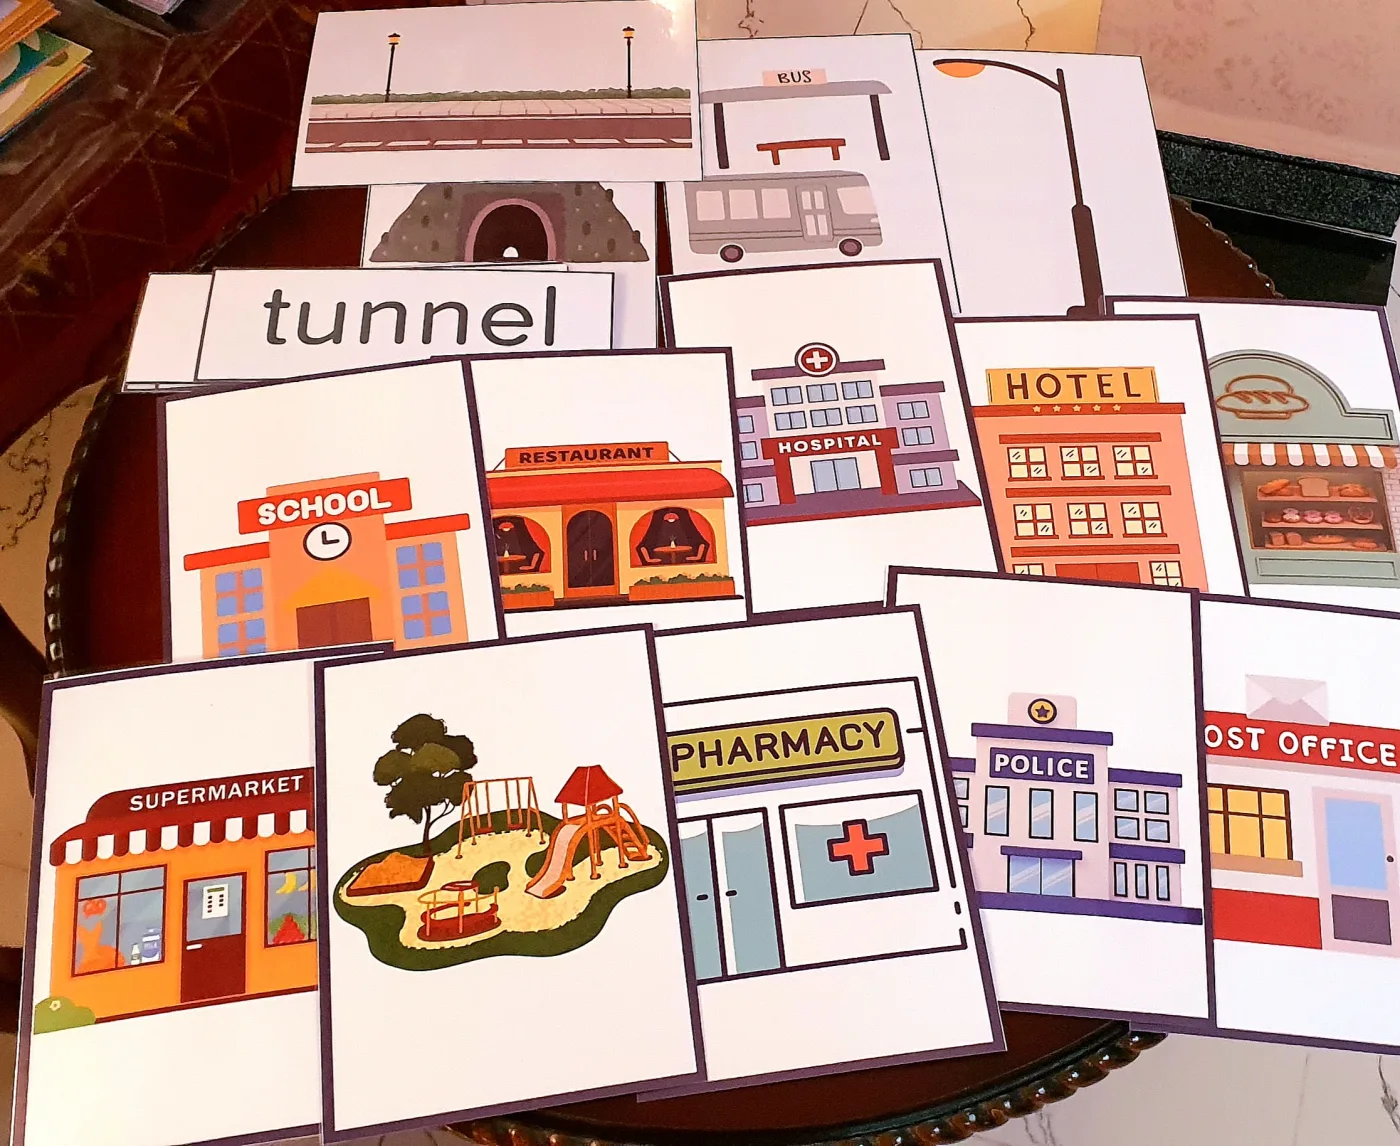 BUS
tunnel
HOSPITAL
HOTEL
RESTAURANT
SCHOOL
SUPERMARKET
PHARMACY
POLICE
OST OFFICE